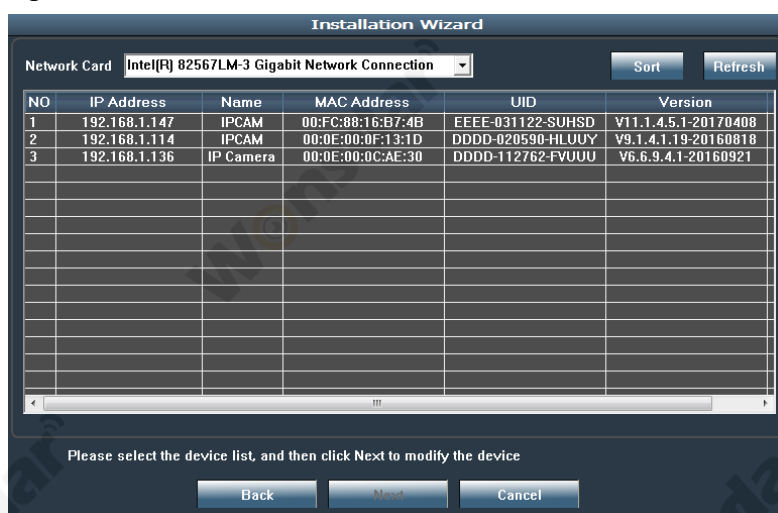 Installation Wizard
Network Card Intel(R) 82567LM-3 Gigabit Network Connection Sort Refresh
NO IP Address Name MAC Address UID Version
1 192.168.1.147 IPCAM 00:FC:88:16:B7:4B EEEE-031122-SUHSD V11.1.4.5.1-20170408
2 192.168.1.114 IPCAM 00:0E:00:0F:13:1D DDDD-020590-HLUUY V9.1.4.1.19-20160818
3 192.168.1.136 IP Camera 00:0E:00:0C:AE:30 DDDD-112762-FVUUU V6.6.9.4.1-20160921
Please select the device list, and then click Next to modify the device
Back Next Cancel